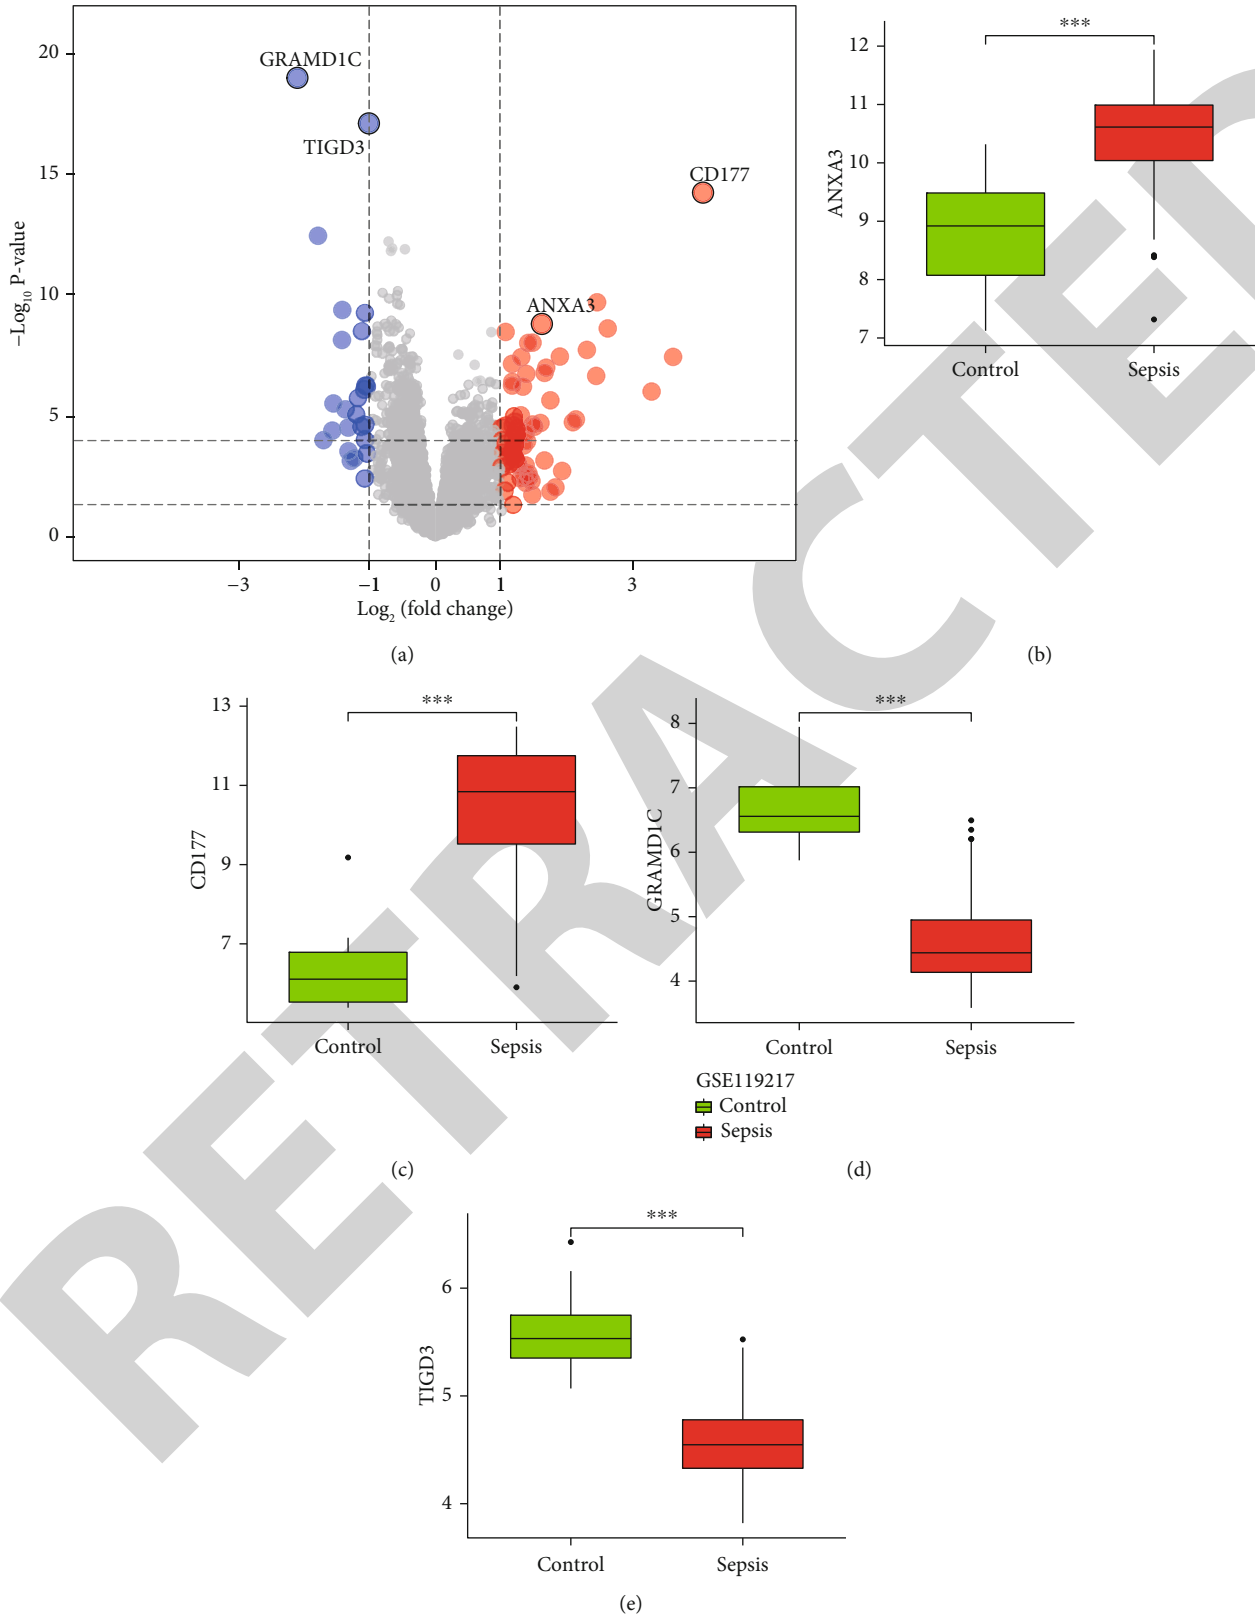 20
15
10
5
0
−Log10 P-value
GRAMD1C
TIGD3
CD177
ANXA3
−3
−1
0
1
3
Log2 (fold change)
(a)
***
12
11
10
9
8
7
ANXA3
Control
Sepsis
(b)
***
13
11
9
7
CD177
Control
Sepsis
(c)
***
8
7
6
5
4
GRAMD1C
Control
Sepsis
GSE119217
Control
Sepsis
(d)
***
6
5
4
TIGD3
Control
Sepsis
(e)
RETRACTED